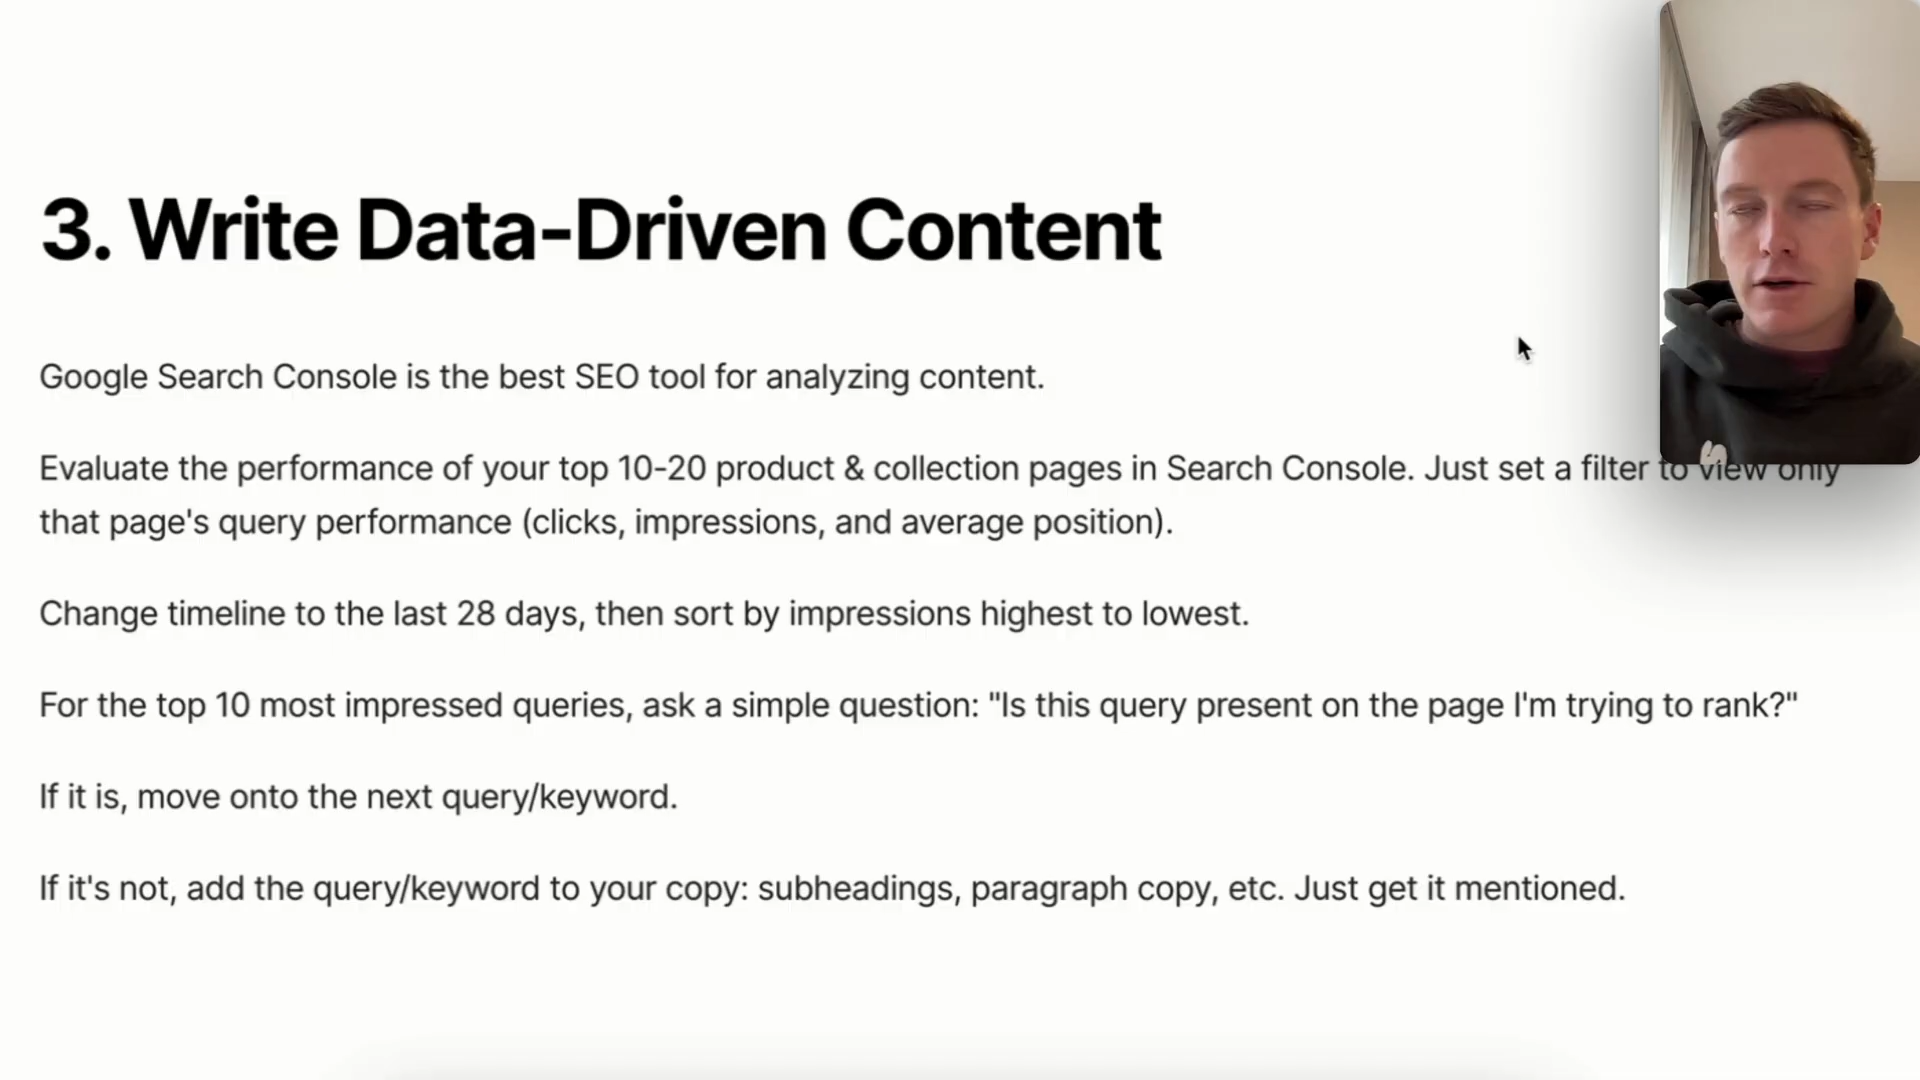 3. Write Data-Driven Content
Google Search Console is the best SEO tool for analyzing content.
Evaluate the performance of your top 10-20 product & collection pages in Search Console. Just set a filter to view only
that page's query performance (clicks, impressions, and average position).
Change timeline to the last 28 days, then sort by impressions highest to lowest.
For the top 10 most impressed queries, ask a simple question: "Is this query present on the page I'm trying to rank?"
If it is, move onto the next query/keyword.
If it's not, add the query/keyword to your copy: subheadings, paragraph copy, etc. Just get it mentioned.